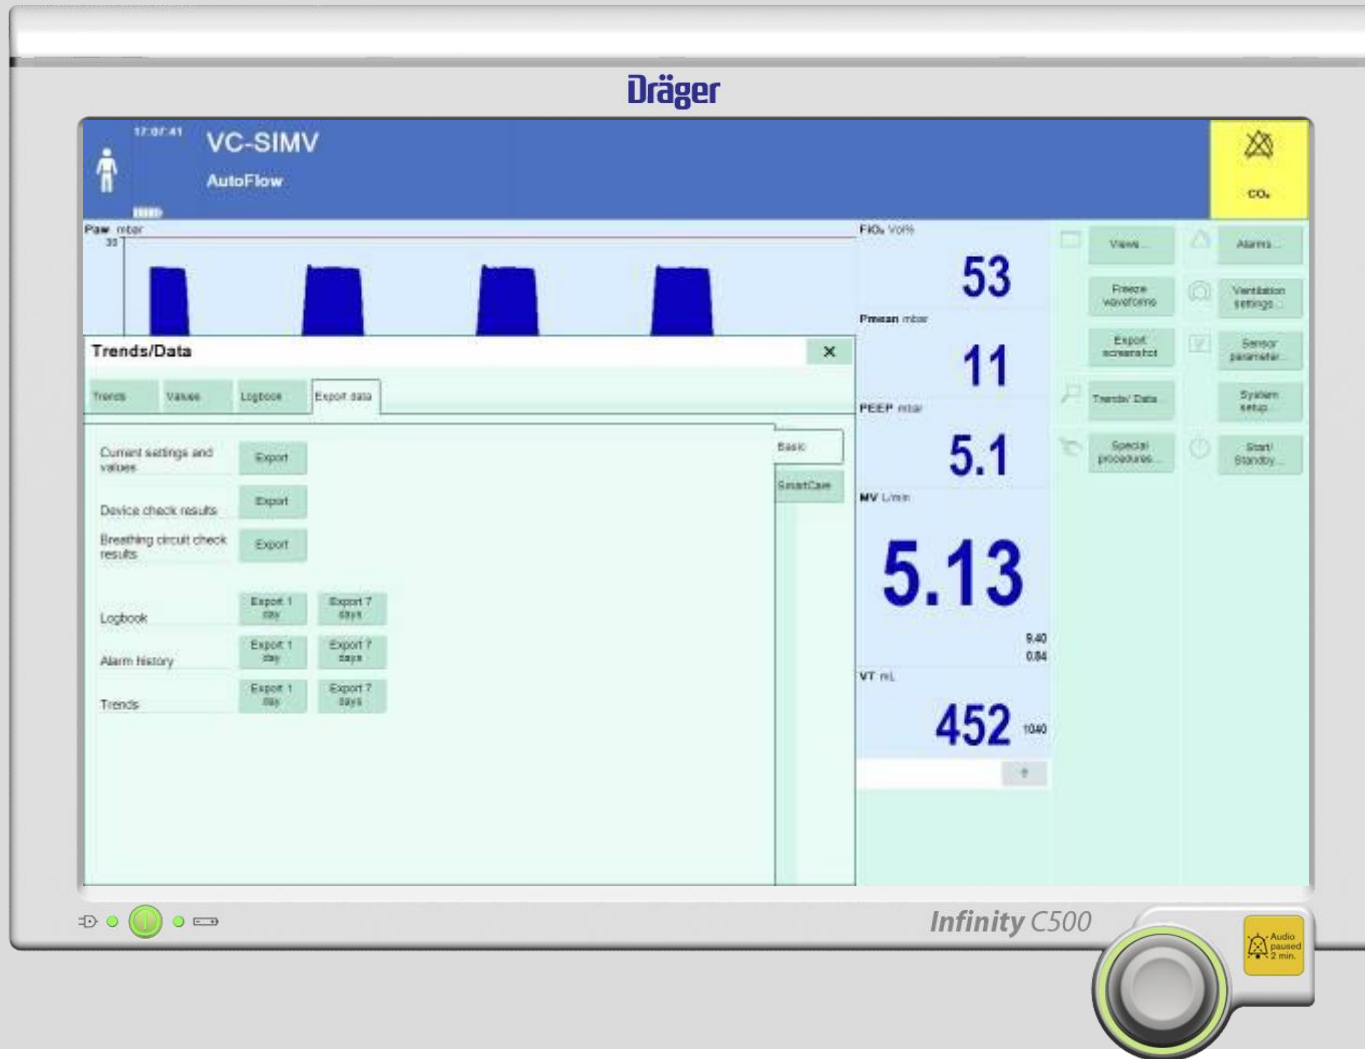 Dräger
17:07:41
VC-SIMV
AutoFlow
CO₂
Paw mbar
30
FiO₂ Vol%
53
Pmean mbar
11
PEEP mbar
5.1
MV L/min
5.13
9.40
0.84
VT mL
452 1040
Views...
Alarms...
Freeze
waveforms
Ventilation
settings...
Export
screenshot
Sensor
parameter...
Trends/ Data...
System
setup...
Special
procedures...
Start/
Standby...
Trends/Data
Trends
Values
Logbook
Export data
Basic
SmartCare
Current settings and
values
Export
Device check results
Export
Breathing circuit check
results
Export
Logbook
Export 1
day
Export 7
days
Alarm history
Export 1
day
Export 7
days
Trends
Export 1
day
Export 7
days
Infinity C500
Audio
paused
2 min.